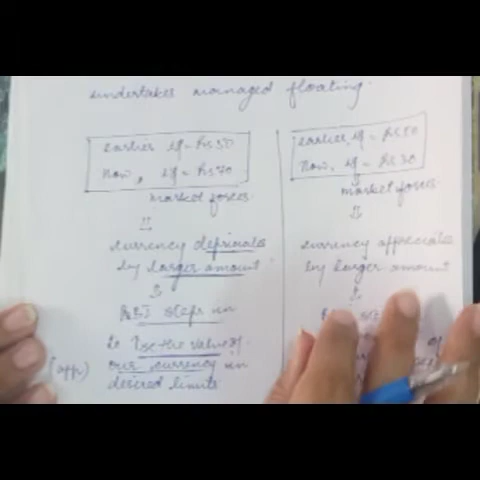 undertakes managed floating.
earlier 1$ = Rs 50
Now, 1$ = Rs 70
market forces
currency depriciates
by larger amount
RBI steps in
to ↑se the value of
(app) our currency in
desired limits
earlier, 1$ = Rs 50
Now, 1$ = Rs 30
market forces
currency appreciates
by larger amount
of